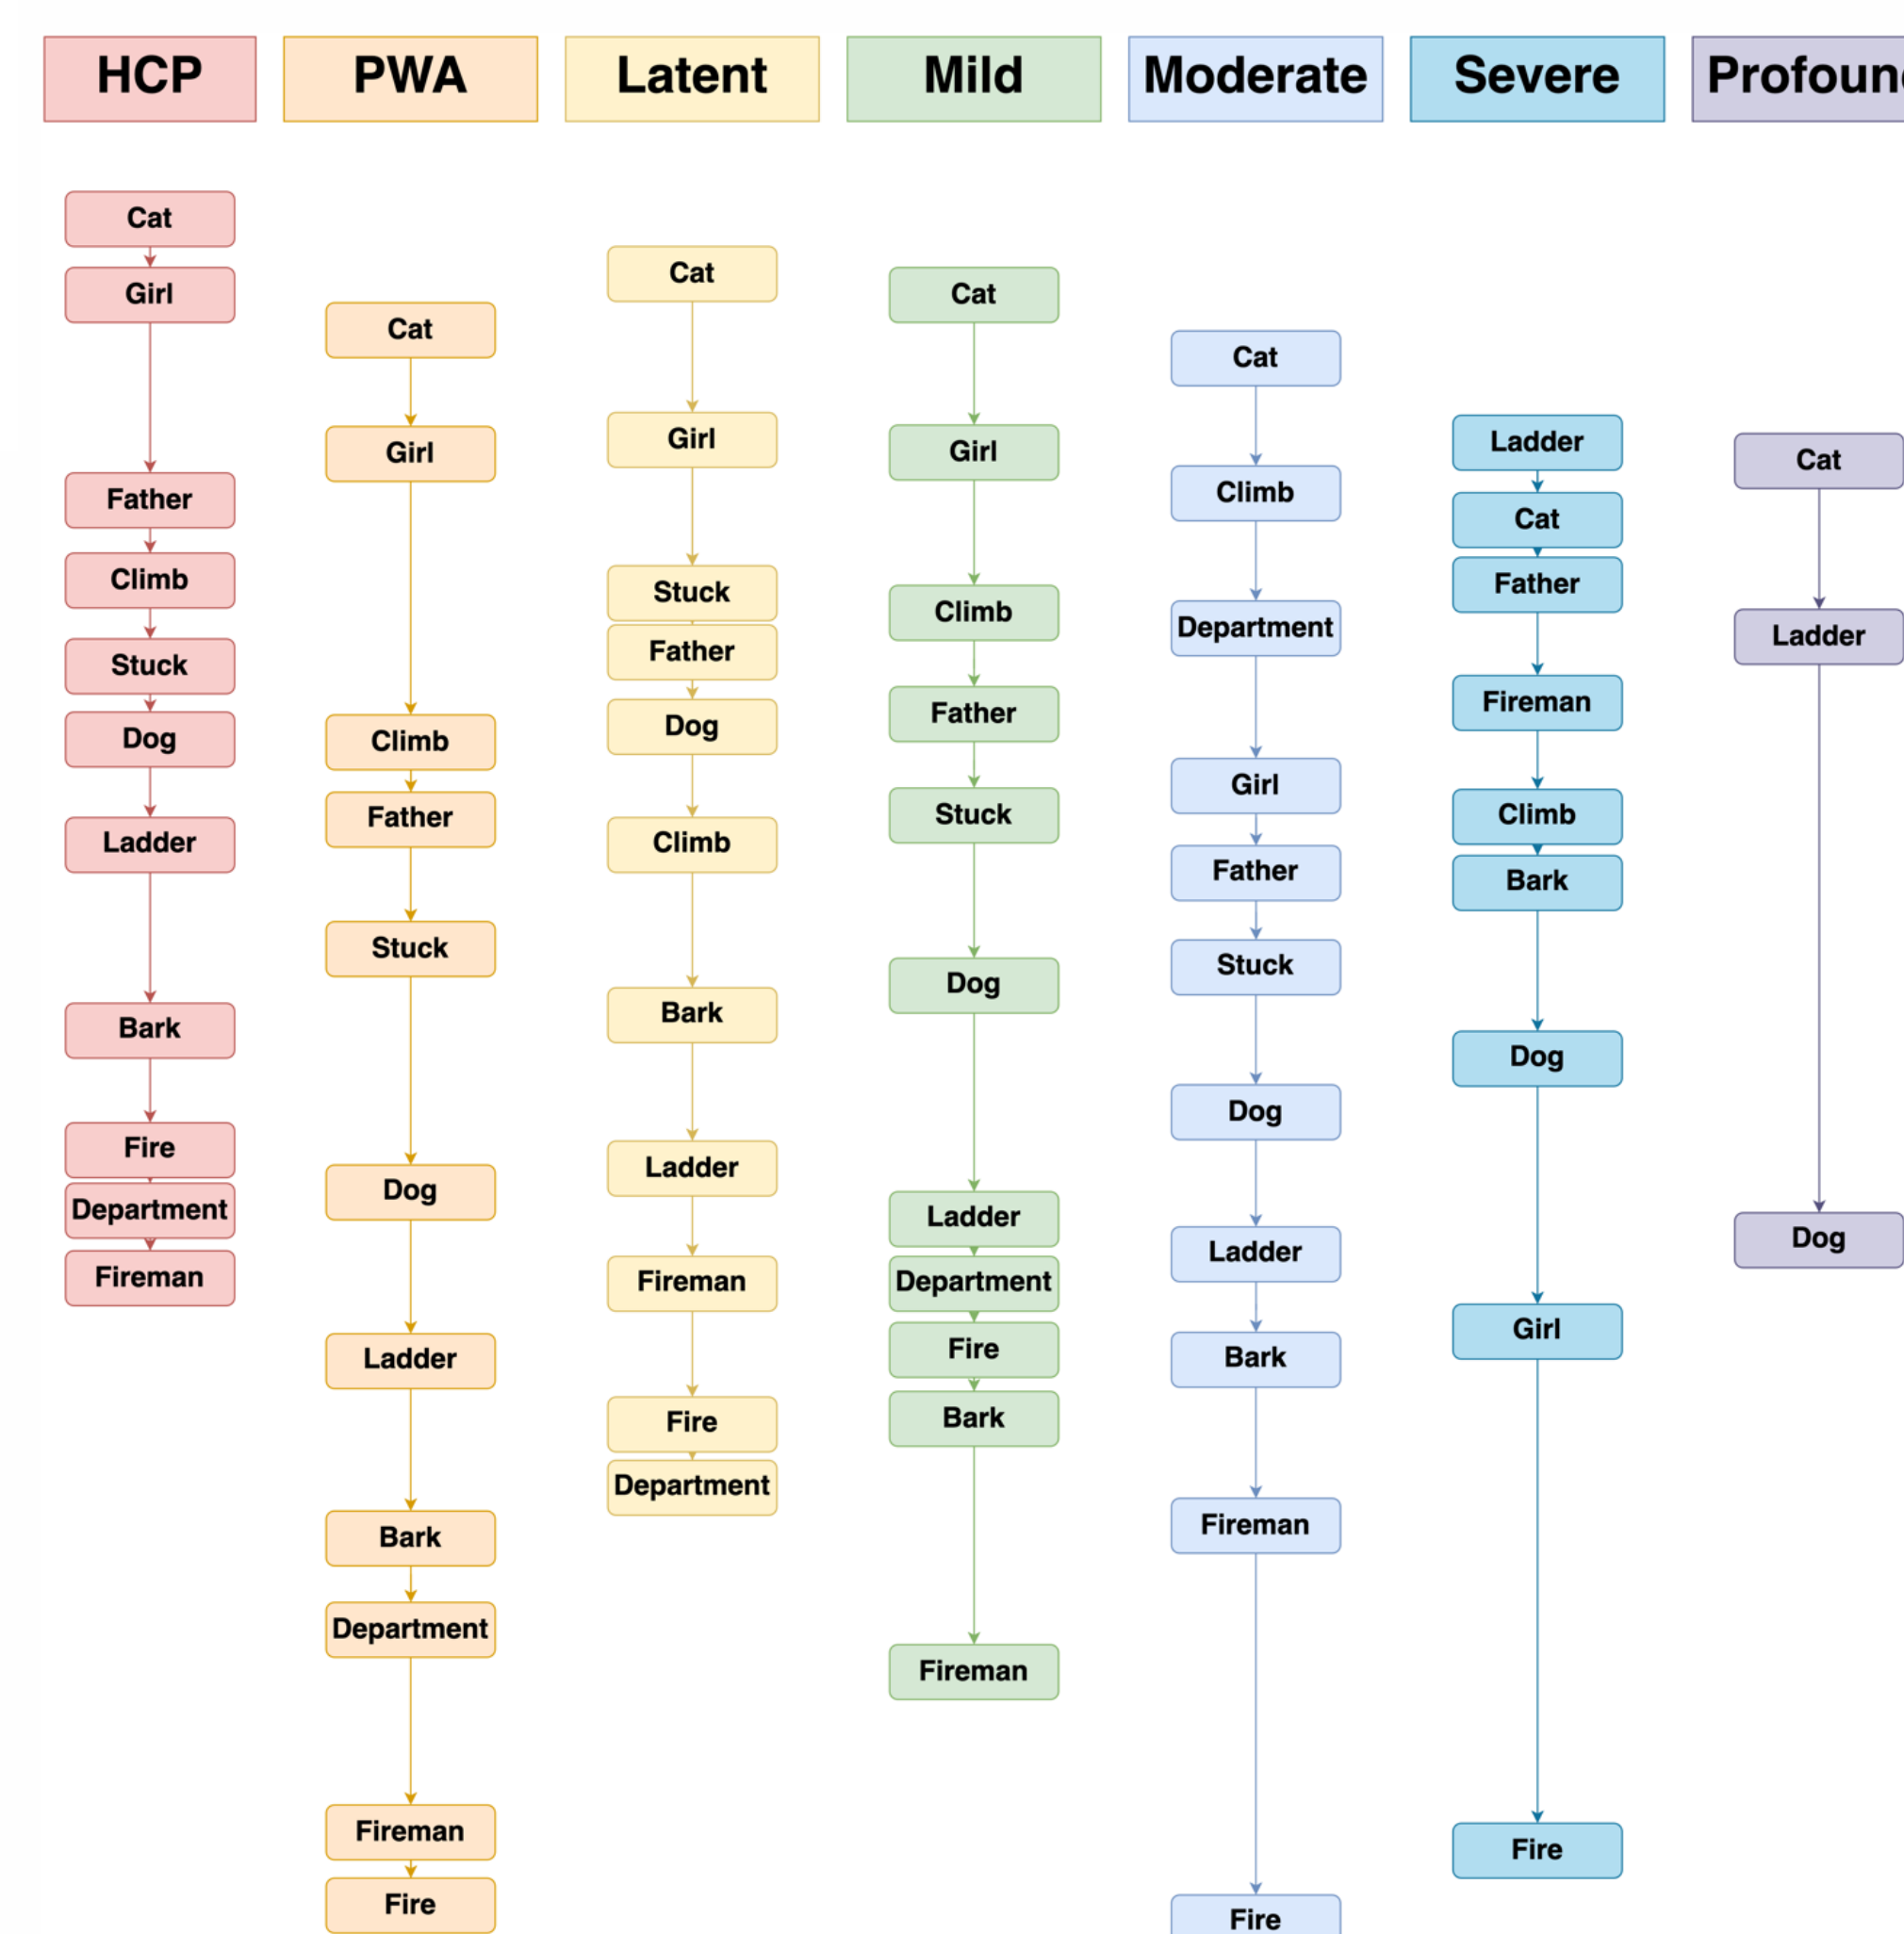 HCP
PWA
Latent
Mild
Moderate
Severe
Profoun
Cat
Girl
Father
Climb
Stuck
Dog
Ladder
Bark
Fire
Department
Fireman
Cat
Girl
Climb
Father
Stuck
Dog
Ladder
Bark
Department
Fireman
Fire
Cat
Girl
Stuck
Father
Dog
Climb
Bark
Ladder
Fireman
Fire
Department
Cat
Girl
Climb
Father
Stuck
Dog
Ladder
Department
Fire
Bark
Fireman
Cat
Climb
Department
Girl
Father
Stuck
Dog
Ladder
Bark
Fireman
Fire
Ladder
Cat
Father
Fireman
Climb
Bark
Dog
Girl
Fire
Cat
Ladder
Dog